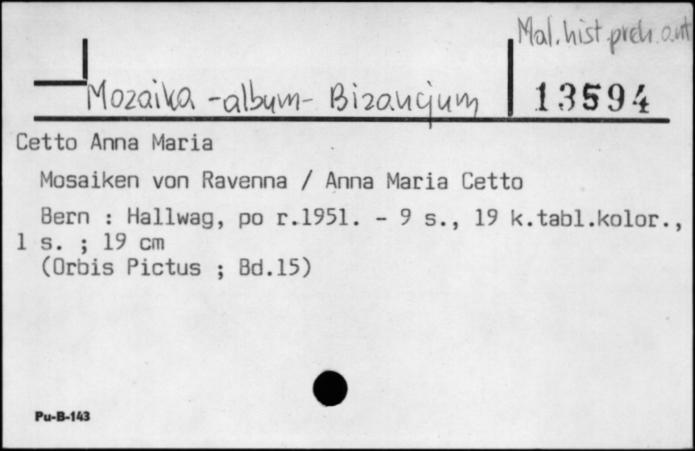 Mal. hist. preh. ant
Mozaika - album - Bizancjum
13594
Cetto Anna Maria
Mosaiken von Ravenna / Anna Maria Cetto
Bern : Hallwag, po r.1951. - 9 s., 19 k.tabl.kolor.,
1 s. ; 19 cm
(Orbis Pictus ; Bd.15)
Pu-B-143